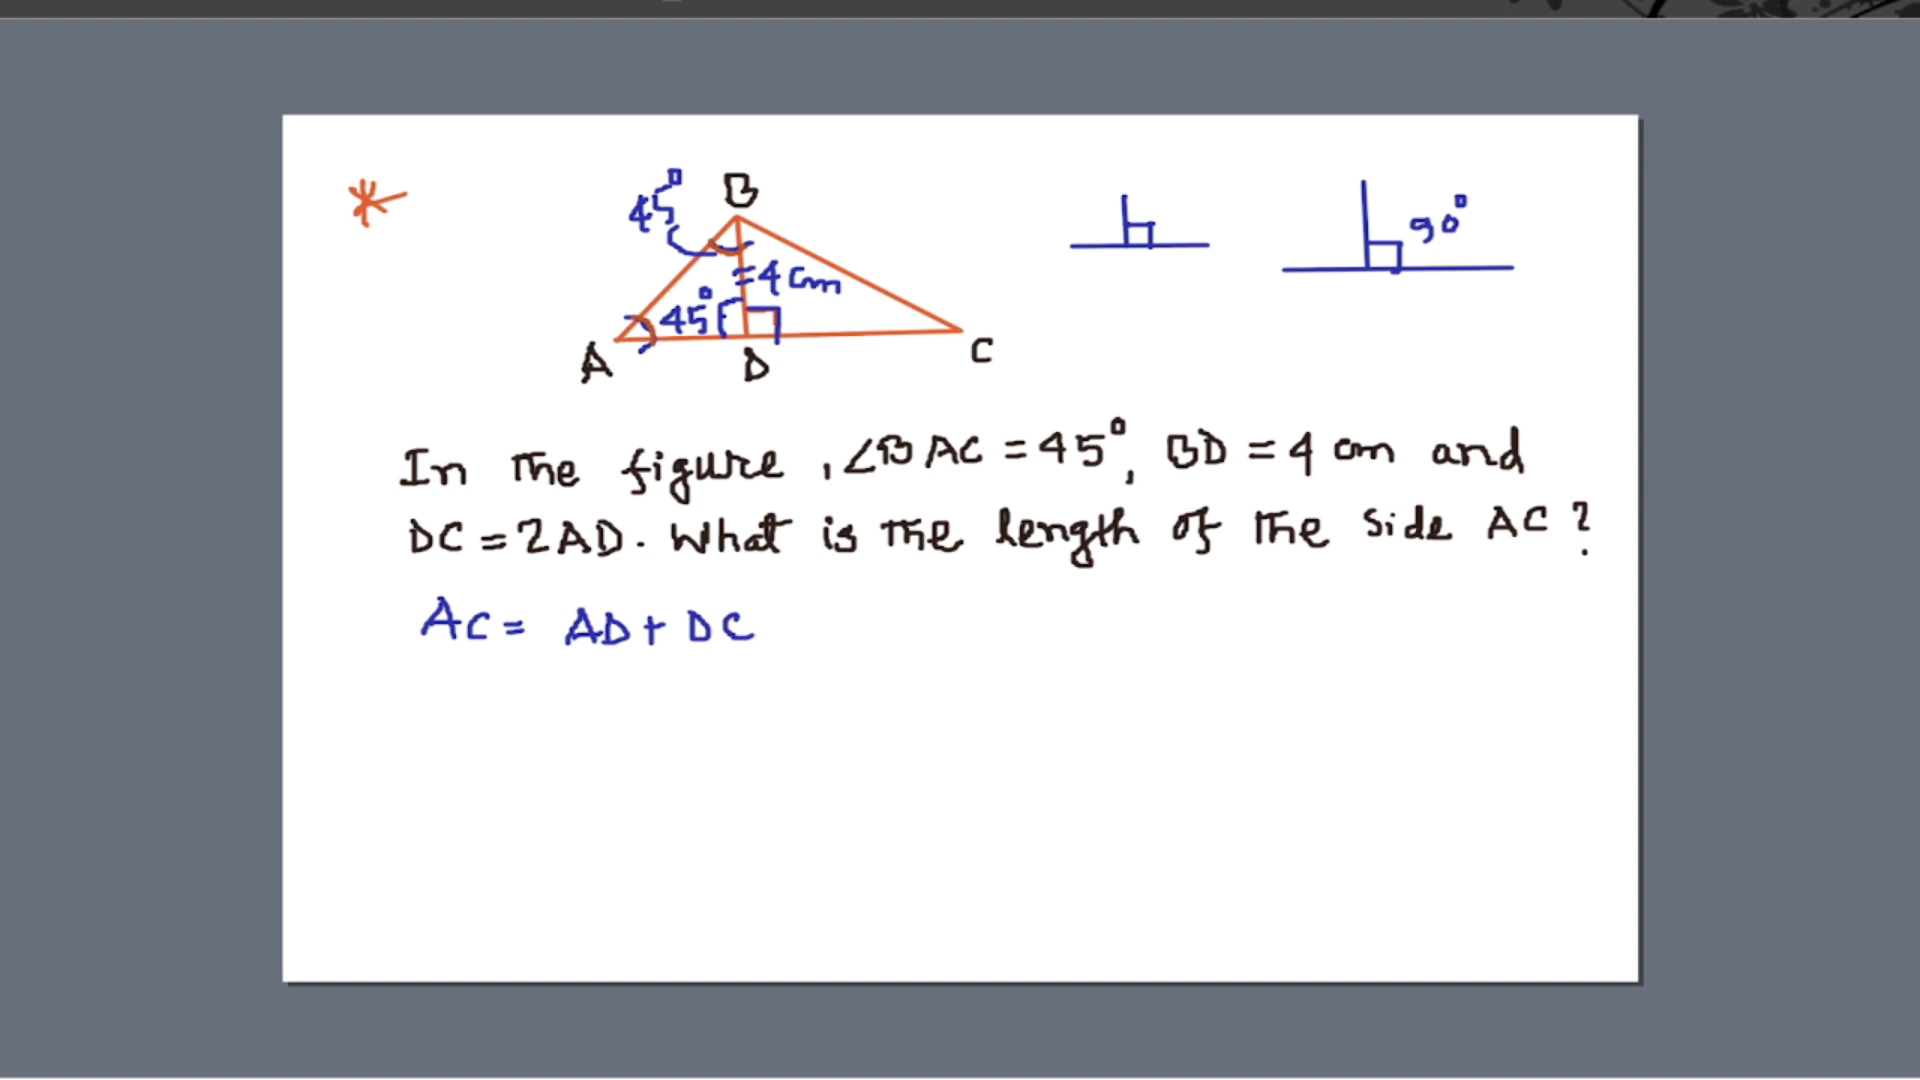 *
45°
B
90°
= 4 cm
45°
A
D
C
In the figure, ∠BAC = 45°, BD = 4 cm and
DC = 2AD. What is the length of the side AC?
AC = AD + DC